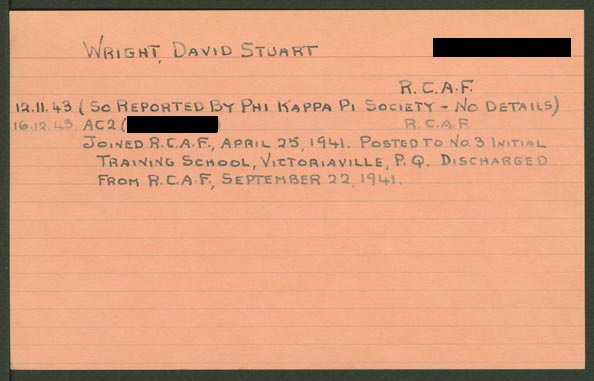 WRIGHT, DAVID STUART
R.C.A.F.
12.11.43 (SO REPORTED BY PHI KAPPA PI SOCIETY - NO DETAILS)
16.12.43. AC2 ( ) R.C.A.F.
JOINED R.C.A.F., APRIL 25, 1941. POSTED TO NO.3 INITIAL
TRAINING SCHOOL, VICTORIAVILLE, P.Q. DISCHARGED
FROM R.C.A.F., SEPTEMBER 22, 1941.